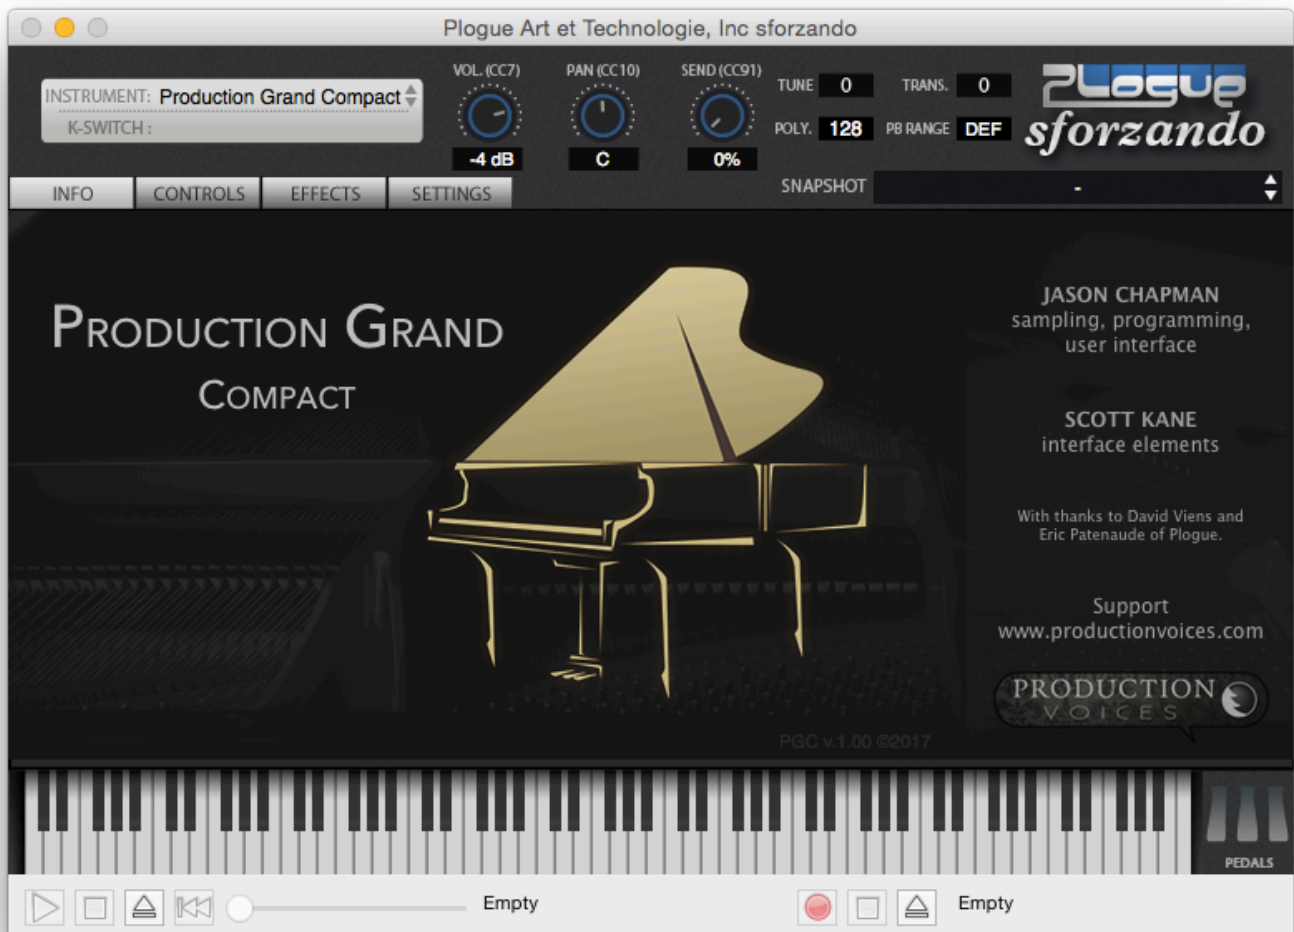 Plogue Art et Technologie, Inc sforzando
INSTRUMENT: Production Grand Compact
K-SWITCH :
VOL. (CC7)
-4 dB
PAN (CC10)
C
SEND (CC91)
0%
TUNE 0
TRANS. 0
POLY. 128
PB RANGE DEF
Plogue
sforzando
INFO
CONTROLS
EFFECTS
SETTINGS
SNAPSHOT -
PRODUCTION GRAND
COMPACT
JASON CHAPMAN
sampling, programming,
user interface
SCOTT KANE
interface elements
With thanks to David Viens and
Eric Patenaude of Plogue.
Support
www.productionvoices.com
PRODUCTION
VOICES
PGC v.1.00 ©2017
PEDALS
Empty
Empty